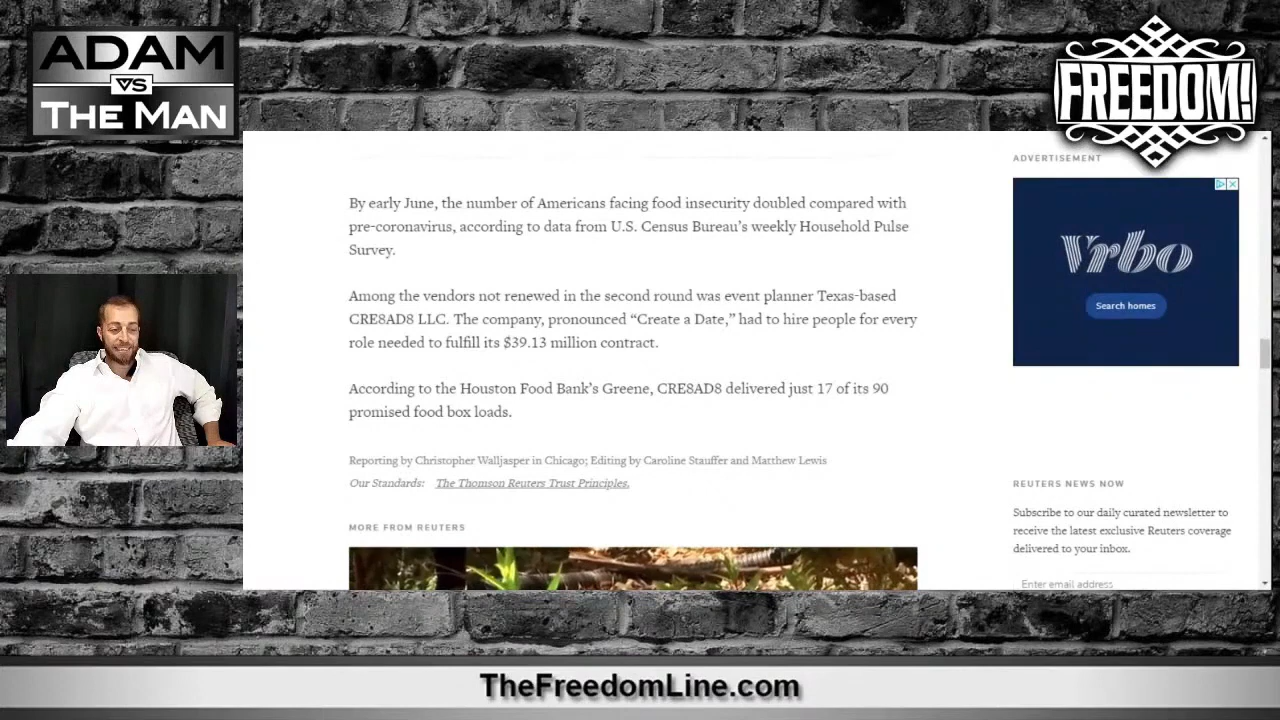 ADAM
VS
THE MAN
FREEDOM!
By early June, the number of Americans facing food insecurity doubled compared with
pre-coronavirus, according to data from U.S. Census Bureau’s weekly Household Pulse
Survey.
Among the vendors not renewed in the second round was event planner Texas-based
CRE8AD8 LLC. The company, pronounced “Create a Date,” had to hire people for every
role needed to fulfill its $39.13 million contract.
According to the Houston Food Bank’s Greene, CRE8AD8 delivered just 17 of its 90
promised food box loads.
Reporting by Christopher Walljasper in Chicago; Editing by Caroline Stauffer and Matthew Lewis
Our Standards: The Thomson Reuters Trust Principles.
MORE FROM REUTERS
ADVERTISEMENT
Vrbo
Search homes
REUTERS NEWS NOW
Subscribe to our daily curated newsletter to
receive the latest exclusive Reuters coverage
delivered to your inbox.
Enter email address
TheFreedomLine.com